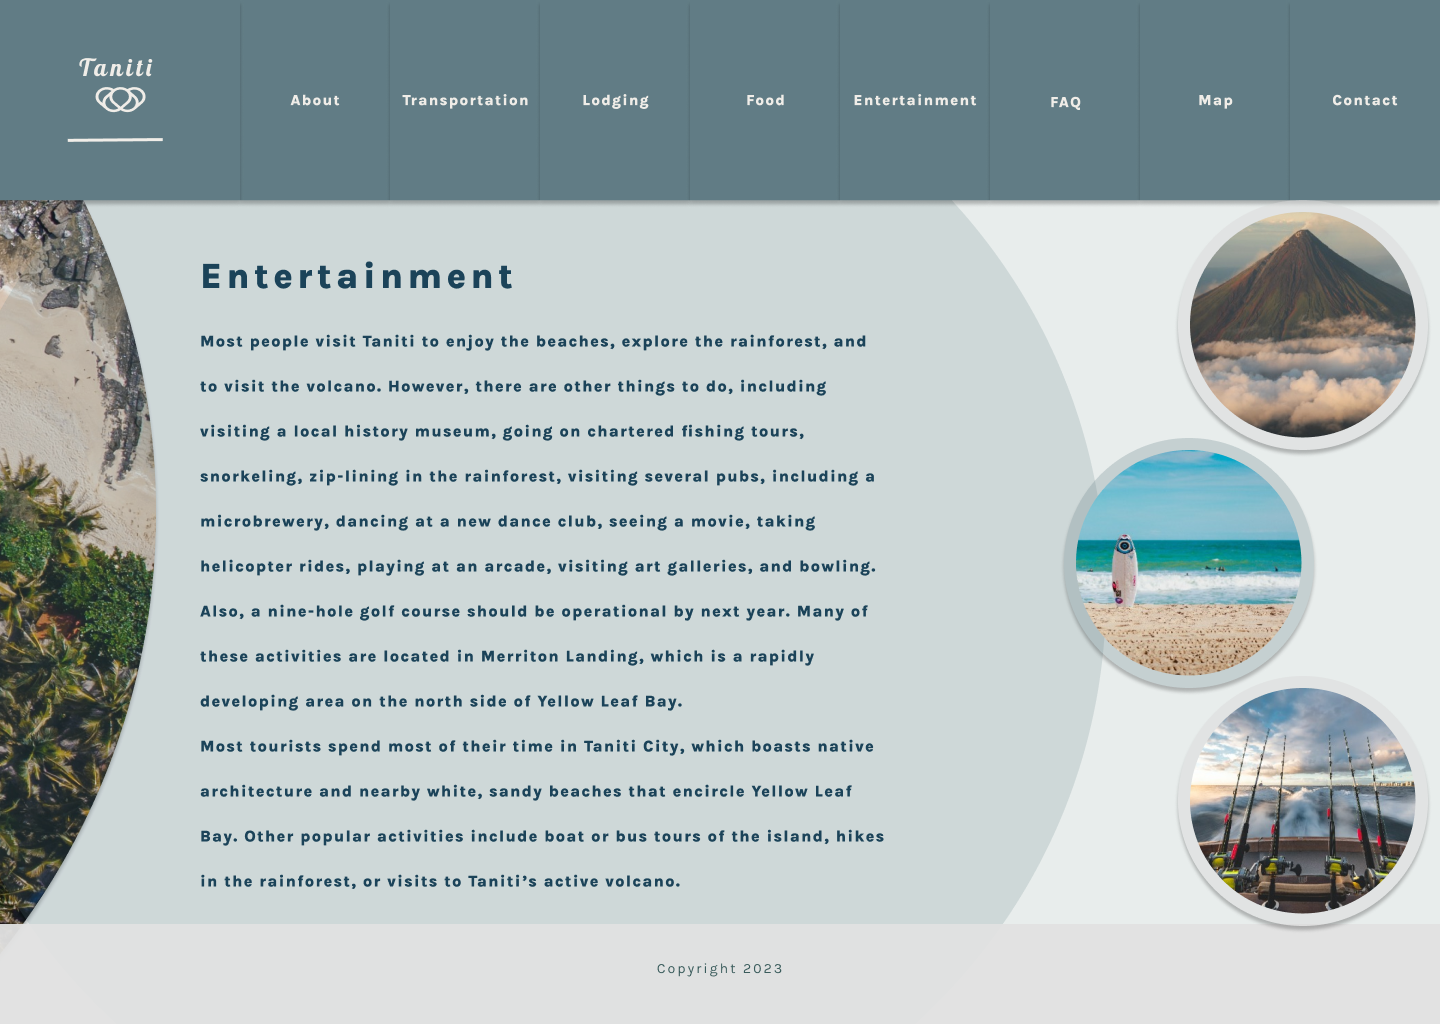 Taniti
About
Transportation
Lodging
Food
Entertainment
FAQ
Map
Contact
Entertainment
Most people visit Taniti to enjoy the beaches, explore the rainforest, and
to visit the volcano. However, there are other things to do, including
visiting a local history museum, going on chartered fishing tours,
snorkeling, zip-lining in the rainforest, visiting several pubs, including a
microbrewery, dancing at a new dance club, seeing a movie, taking
helicopter rides, playing at an arcade, visiting art galleries, and bowling.
Also, a nine-hole golf course should be operational by next year. Many of
these activities are located in Merriton Landing, which is a rapidly
developing area on the north side of Yellow Leaf Bay.
Most tourists spend most of their time in Taniti City, which boasts native
architecture and nearby white, sandy beaches that encircle Yellow Leaf
Bay. Other popular activities include boat or bus tours of the island, hikes
in the rainforest, or visits to Taniti’s active volcano.
Copyright 2023